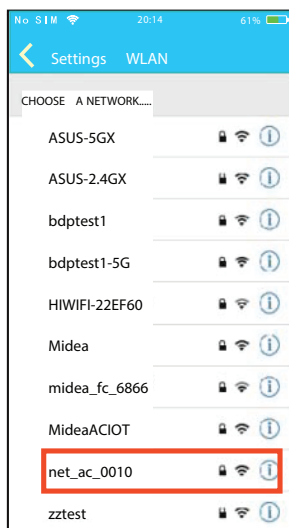 No SIM 20:14 61%
Settings WLAN
CHOOSE A NETWORK.....
ASUS-5GX
ASUS-2.4GX
bdptest1
bdptest1-5G
HIWIFI-22EF60
Midea
midea_fc_6866
MideaACIOT
net_ac_0010
zztest